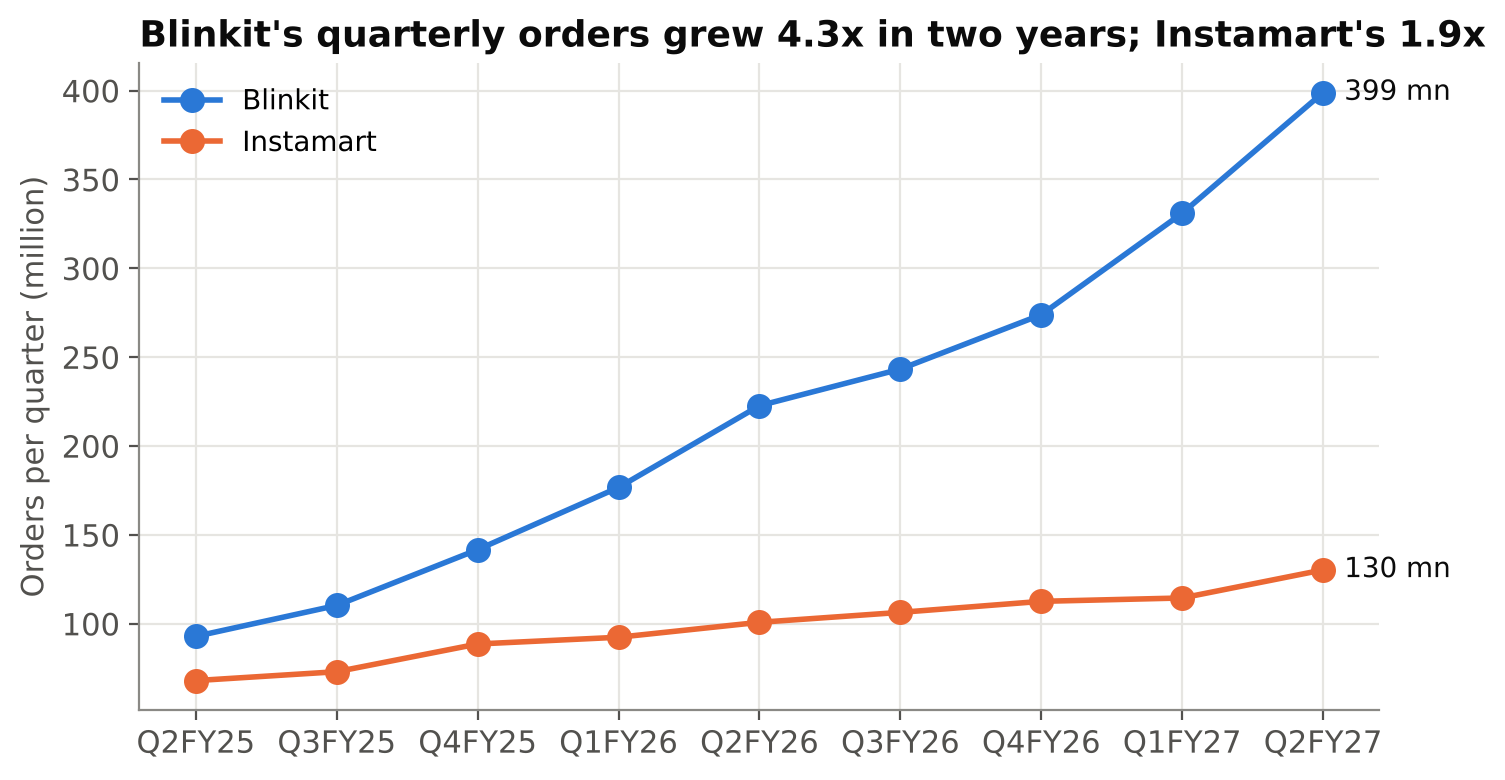 Blinkit's quarterly orders grew 4.3x in two years; Instamart's 1.9x
Blinkit
Instamart
Orders per quarter (million)
400
350
300
250
200
150
100
399 mn
130 mn
Q2FY25 Q3FY25 Q4FY25 Q1FY26 Q2FY26 Q3FY26 Q4FY26 Q1FY27 Q2FY27